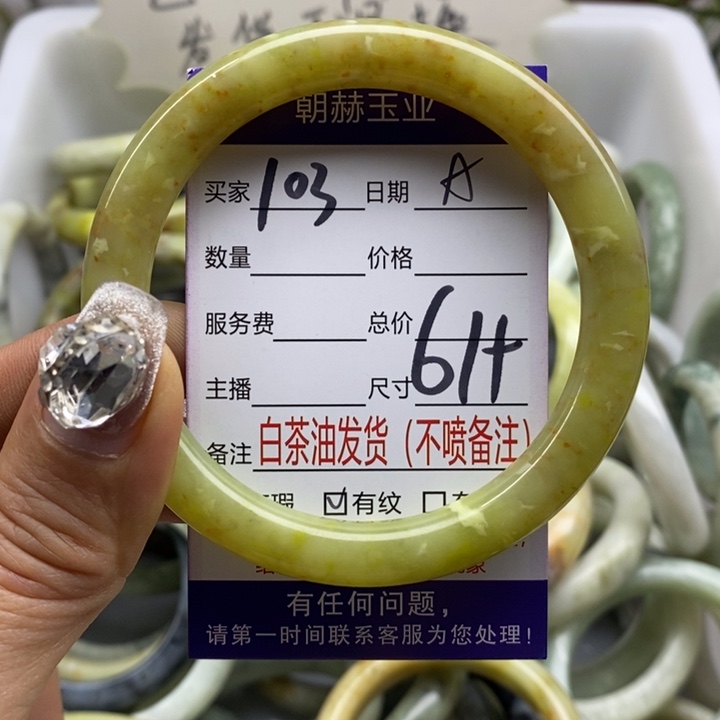 朝赫玉业
买家 103 日期 A
数量 价格
服务费 总价
主播 尺寸 61+
备注 白茶油发货（不喷备注）
瑕 ☑有纹 □
有任何问题，
请第一时间联系客服为您处理！